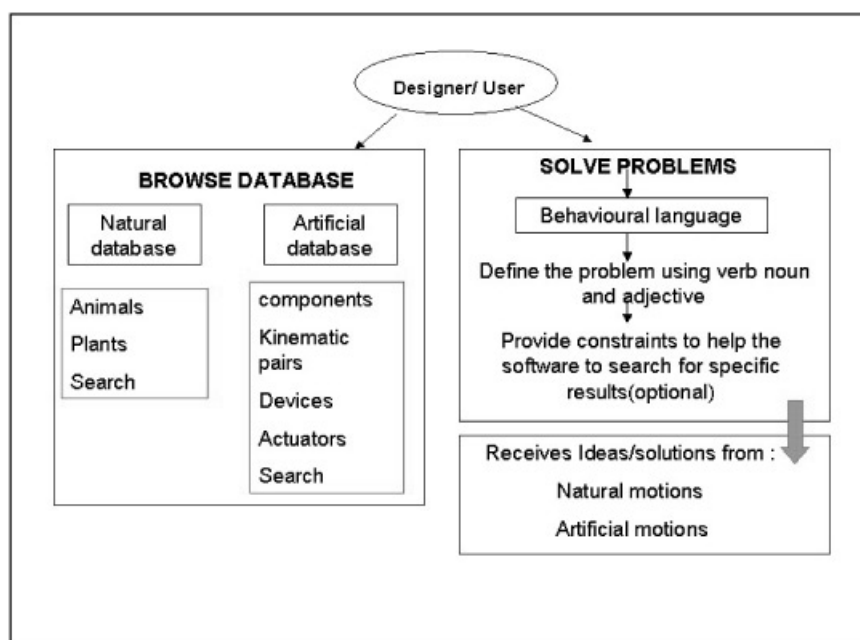 Designer/ User
BROWSE DATABASE
Natural
database
Artificial
database
Animals
Plants
Search
components
Kinematic
pairs
Devices
Actuators
Search
SOLVE PROBLEMS
Behavioural language
Define the problem using verb noun
and adjective
Provide constraints to help the
software to search for specific
results(optional)
Receives Ideas/solutions from :
Natural motions
Artificial motions